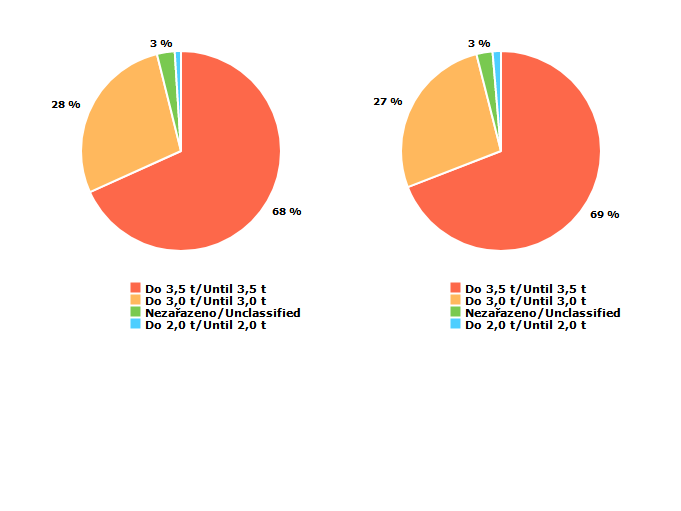 3 %
28 %
68 %
Do 3,5 t/Until 3,5 t
Do 3,0 t/Until 3,0 t
Nezařazeno/Unclassified
Do 2,0 t/Until 2,0 t
3 %
27 %
69 %
Do 3,5 t/Until 3,5 t
Do 3,0 t/Until 3,0 t
Nezařazeno/Unclassified
Do 2,0 t/Until 2,0 t